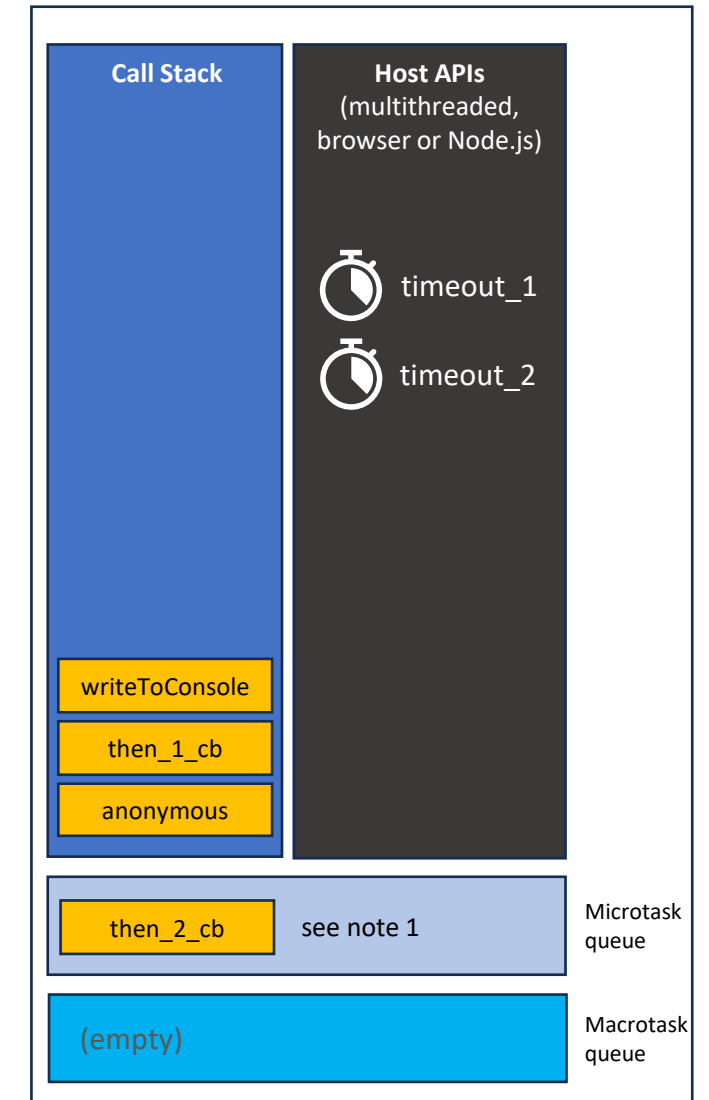 Call Stack
Host APIs
(multithreaded,
browser or Node.js)
timeout_1
timeout_2
writeToConsole
then_1_cb
anonymous
then_2_cb
see note 1
Microtask
queue
(empty)
Macrotask
queue